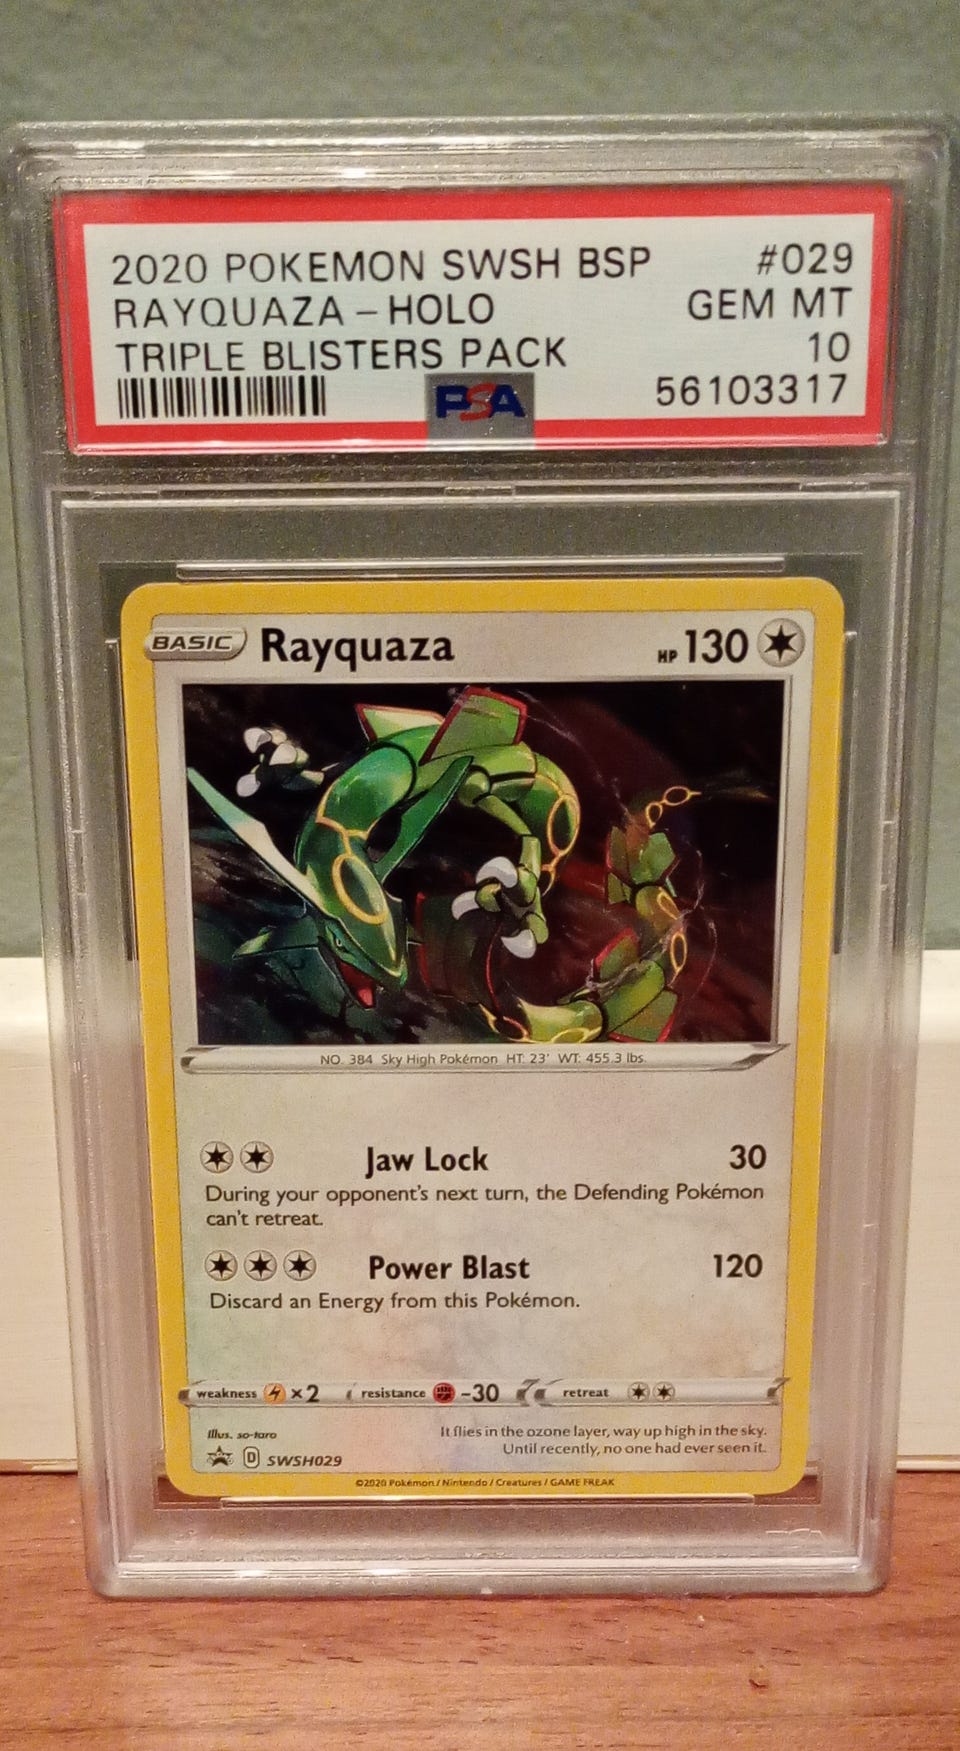 2020 POKEMON SWSH BSP #029
RAYQUAZA – HOLO GEM MT
TRIPLE BLISTERS PACK 10
PSA 56103317
BASIC Rayquaza HP 130
NO. 384 Sky High Pokémon HT: 23' WT: 455.3 lbs.
Jaw Lock 30
During your opponent's next turn, the Defending Pokémon
can't retreat.
Power Blast 120
Discard an Energy from this Pokémon.
weakness ×2 resistance -30 retreat
Illus. so-taro
It flies in the ozone layer, way up high in the sky.
Until recently, no one had ever seen it.
D SWSH029
©2020 Pokémon / Nintendo / Creatures / GAME FREAK